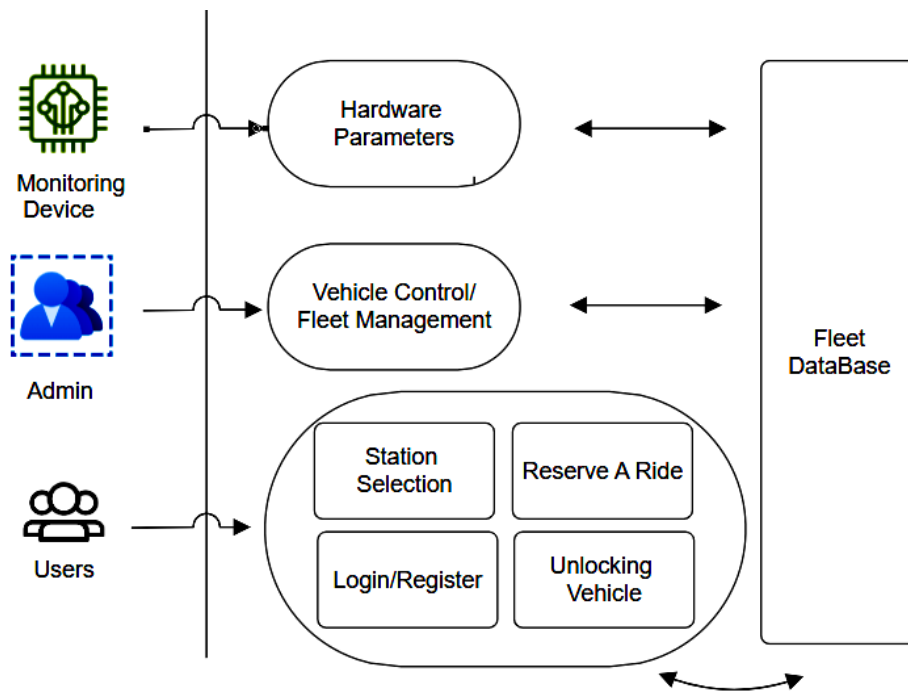 Monitoring
Device
Hardware
Parameters
Admin
Vehicle Control/
Fleet Management
Users
Station
Selection
Reserve A Ride
Login/Register
Unlocking
Vehicle
Fleet
DataBase